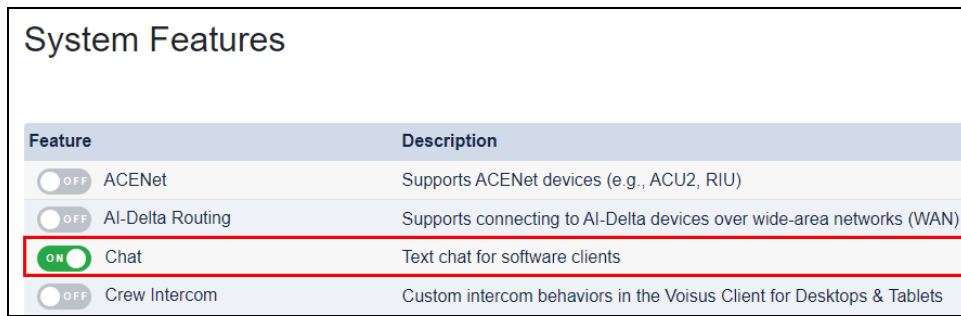 System Features
Feature Description
OFF ACENet Supports ACENet devices (e.g., ACU2, RIU)
OFF AI-Delta Routing Supports connecting to AI-Delta devices over wide-area networks (WAN)
ON Chat Text chat for software clients
OFF Crew Intercom Custom intercom behaviors in the Voisus Client for Desktops & Tablets